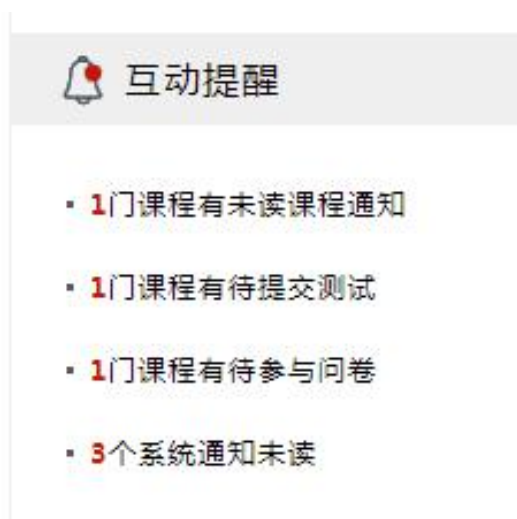 互动提醒
1门课程有未读课程通知
1门课程有待提交测试
1门课程有待参与问卷
3个系统通知未读